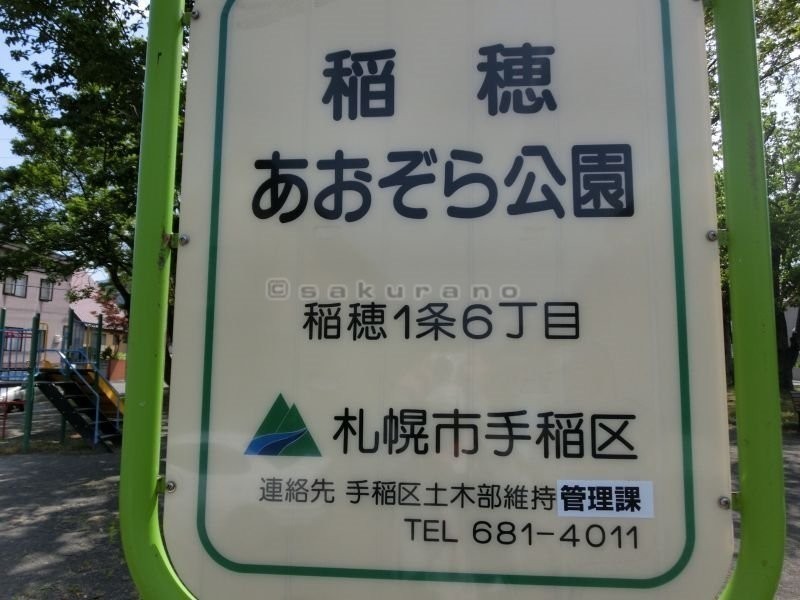 稲穂
あおぞら公園
©sakurano
稲穂1条6丁目
札幌市手稲区
連絡先 手稲区土木部維持管理課
TEL 681-4011